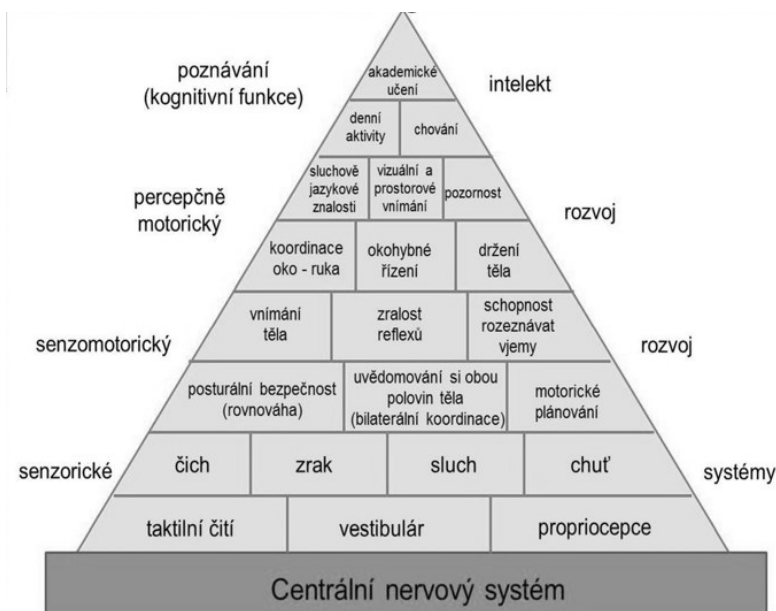 poznávání
(kognitivní funkce)
akademické
učení
intelekt
denní
aktivity
chování
percepčně
motorický
sluchově
jazykové
znalosti
vizuální a
prostorové
vnímání
pozornost
rozvoj
koordinace
oko - ruka
okohybné
řízení
držení
těla
senzomotorický
vnímání
těla
zralost
reflexů
schopnost
rozeznávat
vjemy
rozvoj
posturální bezpečnost
(rovnováha)
uvědomování si obou
polovin těla
(bilaterální koordinace)
motorické
plánování
senzorické
čich
zrak
sluch
chuť
systémy
taktilní čití
vestibulár
propriocepce
Centrální nervový systém